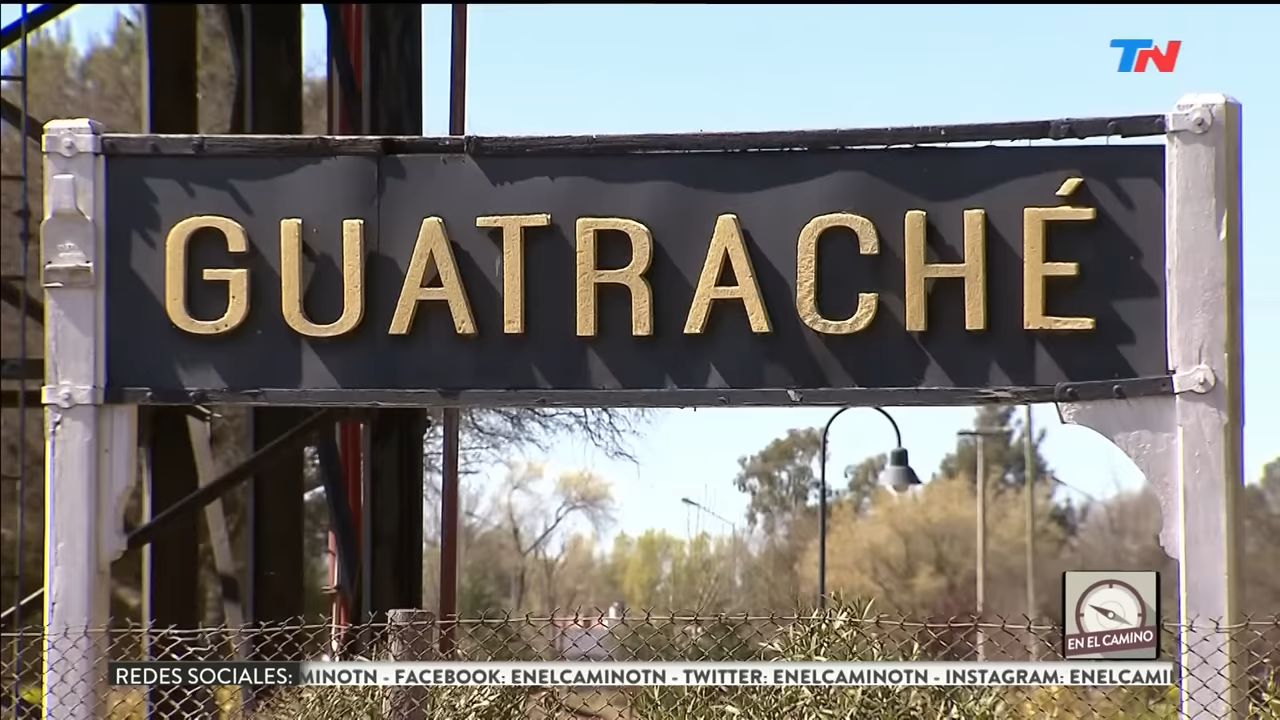 TN
GUATRACHÉ
EN EL CAMINO
REDES SOCIALES: MINOTN - FACEBOOK: ENELCAMINOTN - TWITTER: ENELCAMINOTN - INSTAGRAM: ENELCAMI